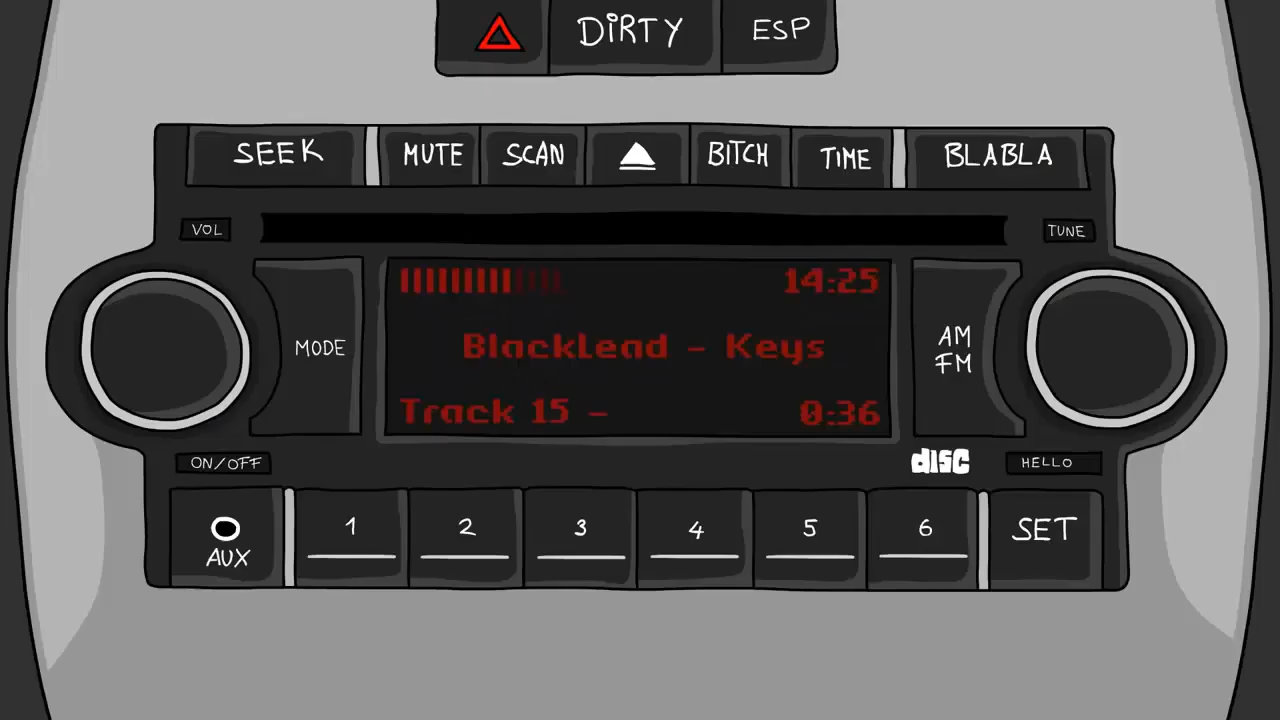 DiRTY ESP
SEEK MUTE SCAN BITCH TIME BLABLA
VOL TUNE
14:25
MODE BlackLead - Keys AM
FM
Track 15 - 0:36
ON/OFF disc HELLO
1 2 3 4 5 6 SET
AUX